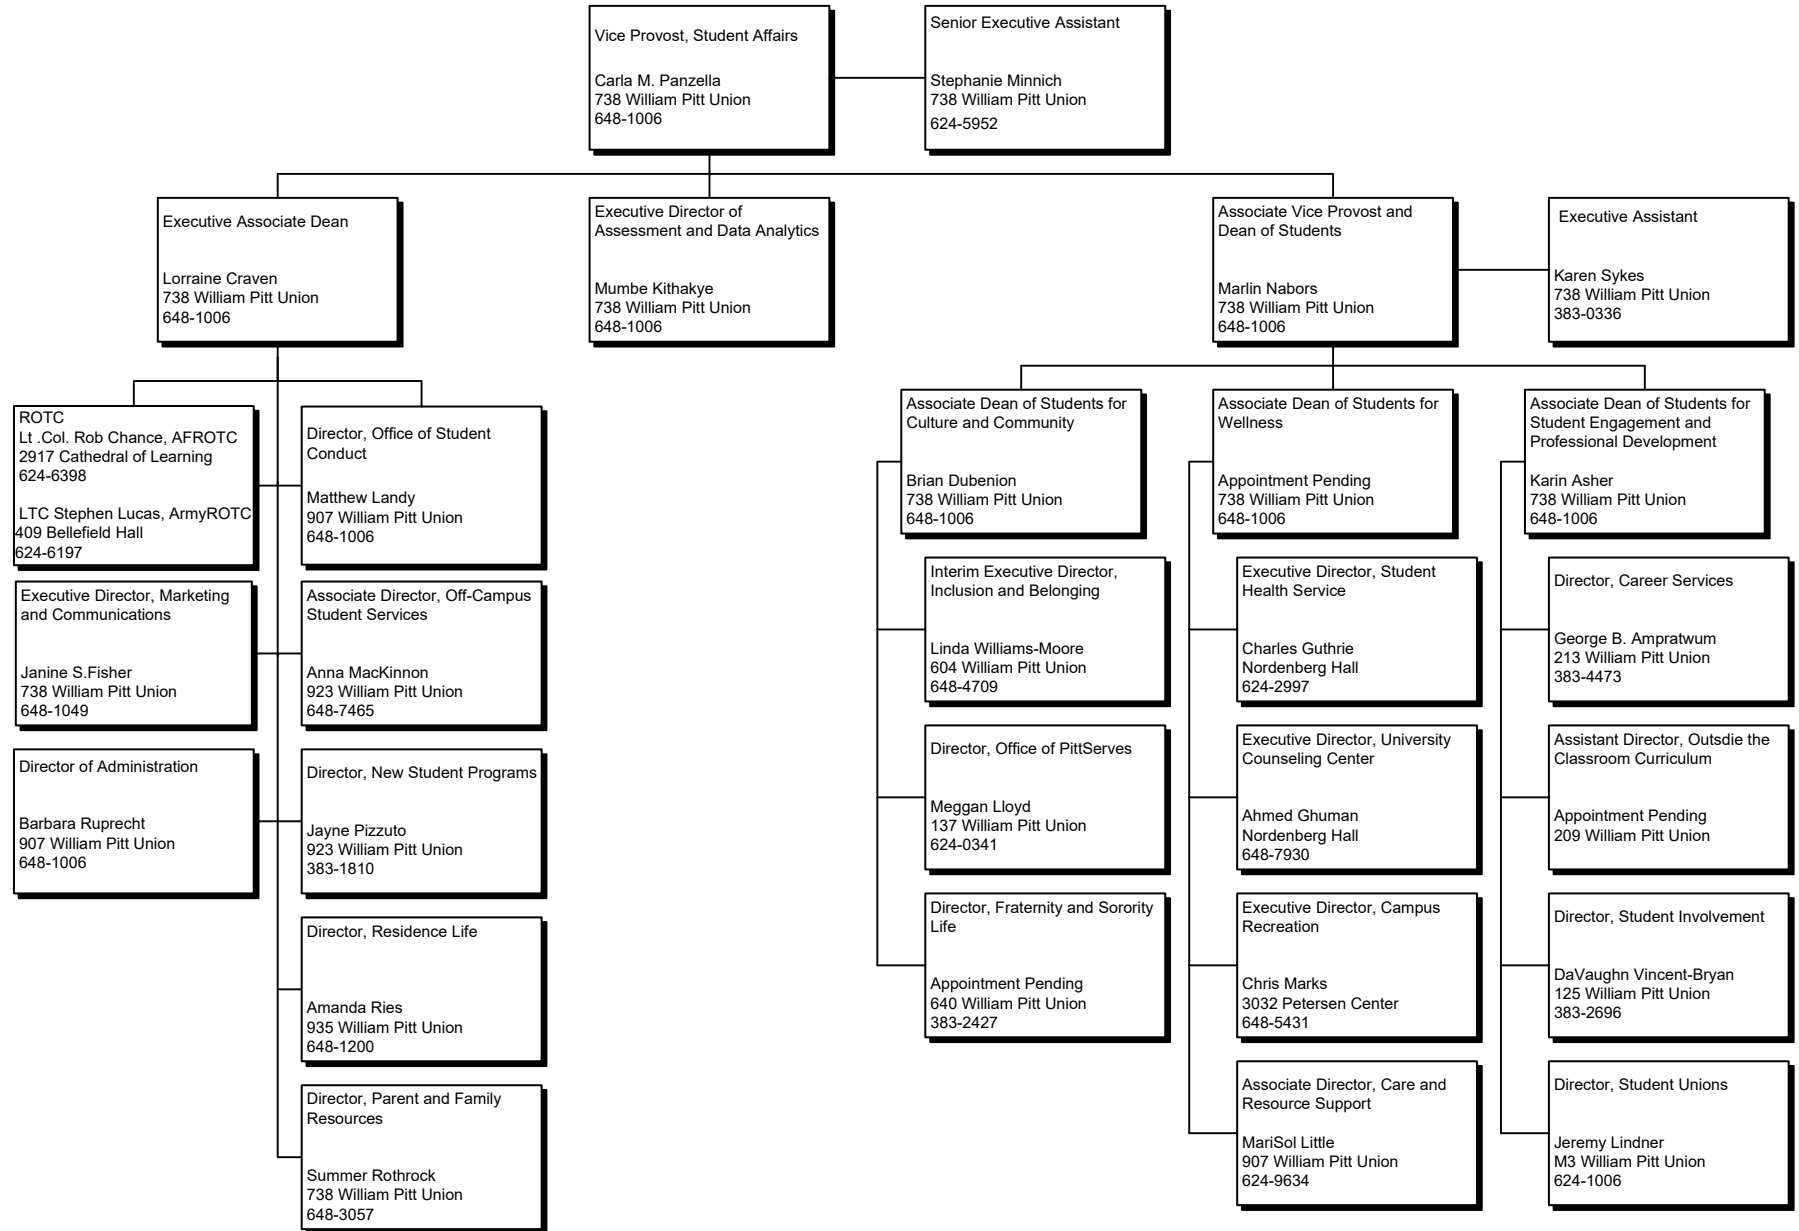 Vice Provost, Student Affairs
Carla M. Panzella
738 William Pitt Union
648-1006
Senior Executive Assistant
Stephanie Minnich
738 William Pitt Union
624-5952
Executive Associate Dean
Lorraine Craven
738 William Pitt Union
648-1006
Executive Director of
Assessment and Data Analytics
Mumbe Kithakye
738 William Pitt Union
648-1006
Associate Vice Provost and
Dean of Students
Marlin Nabors
738 William Pitt Union
648-1006
Executive Assistant
Karen Sykes
738 William Pitt Union
383-0336
ROTC
Lt .Col. Rob Chance, AFROTC
2917 Cathedral of Learning
624-6398
LTC Stephen Lucas, ArmyROTC
409 Bellefield Hall
624-6197
Director, Office of Student
Conduct
Matthew Landy
907 William Pitt Union
648-1006
Executive Director, Marketing
and Communications
Janine S.Fisher
738 William Pitt Union
648-1049
Associate Director, Off-Campus
Student Services
Anna MacKinnon
923 William Pitt Union
648-7465
Director of Administration
Barbara Ruprecht
907 William Pitt Union
648-1006
Director, New Student Programs
Jayne Pizzuto
923 William Pitt Union
383-1810
Director, Residence Life
Amanda Ries
935 William Pitt Union
648-1200
Director, Parent and Family
Resources
Summer Rothrock
738 William Pitt Union
648-3057
Associate Dean of Students for
Culture and Community
Brian Dubenion
738 William Pitt Union
648-1006
Interim Executive Director,
Inclusion and Belonging
Linda Williams-Moore
604 William Pitt Union
648-4709
Director, Office of PittServes
Meggan Lloyd
137 William Pitt Union
624-0341
Director, Fraternity and Sorority
Life
Appointment Pending
640 William Pitt Union
383-2427
Associate Dean of Students for
Wellness
Appointment Pending
738 William Pitt Union
648-1006
Executive Director, Student
Health Service
Charles Guthrie
Nordenberg Hall
624-2997
Executive Director, University
Counseling Center
Ahmed Ghuman
Nordenberg Hall
648-7930
Executive Director, Campus
Recreation
Chris Marks
3032 Petersen Center
648-5431
Associate Director, Care and
Resource Support
MariSol Little
907 William Pitt Union
624-9634
Associate Dean of Students for
Student Engagement and
Professional Development
Karin Asher
738 William Pitt Union
648-1006
Director, Career Services
George B. Ampratwum
213 William Pitt Union
383-4473
Assistant Director, Outsdie the
Classroom Curriculum
Appointment Pending
209 William Pitt Union
Director, Student Involvement
DaVaughn Vincent-Bryan
125 William Pitt Union
383-2696
Director, Student Unions
Jeremy Lindner
M3 William Pitt Union
624-1006